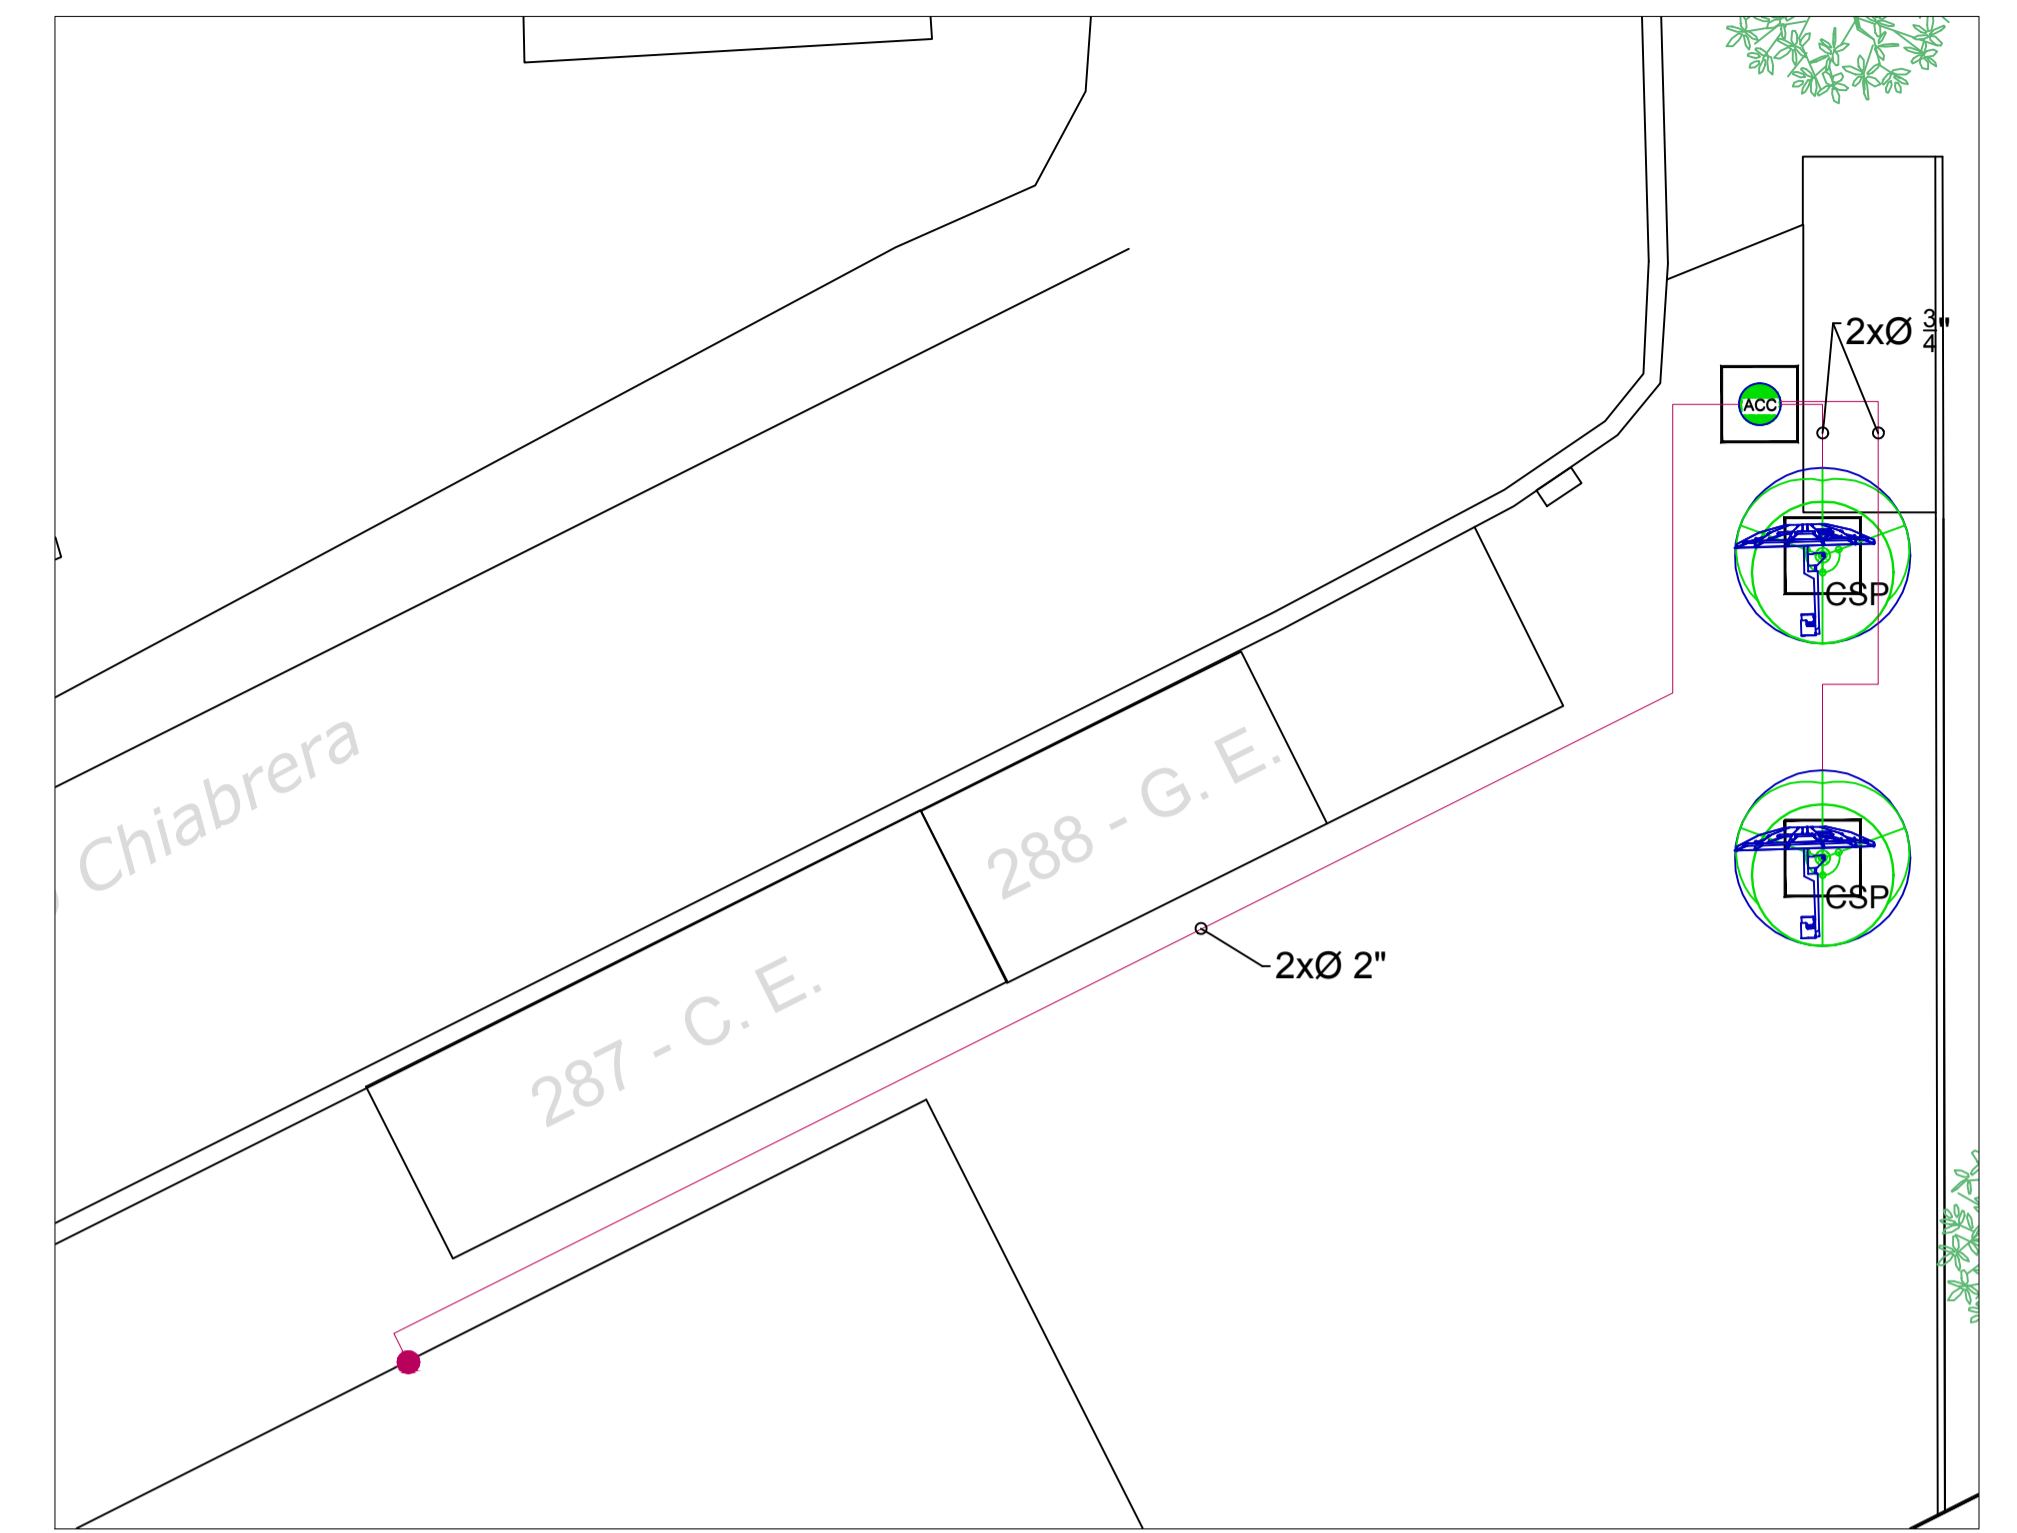 2xØ 3/4"
ACC
CSP
Chiabrera
288 - G. E.
CSP
2xØ 2"
287 - C. E.